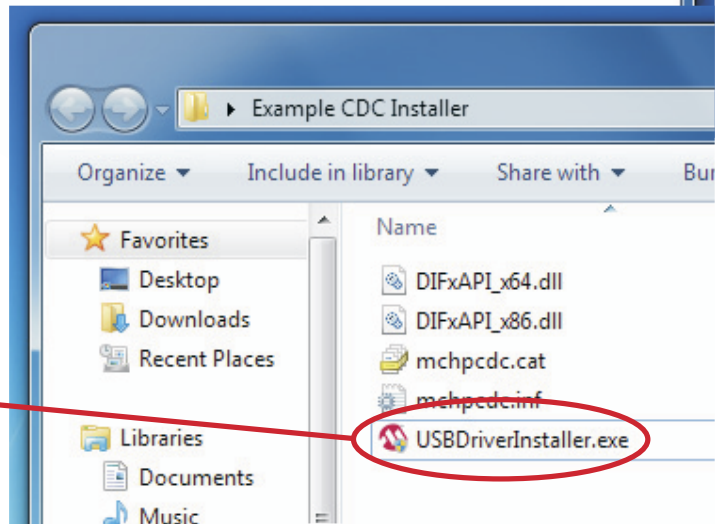 Example CDC Installer
Organize Include in library Share with Bur
Favorites
Desktop
Downloads
Recent Places
Libraries
Documents
Music
Name
DIFxAPI_x64.dll
DIFxAPI_x86.dll
mchpcdc.cat
mchpcdc.inf
USBDriverInstaller.exe